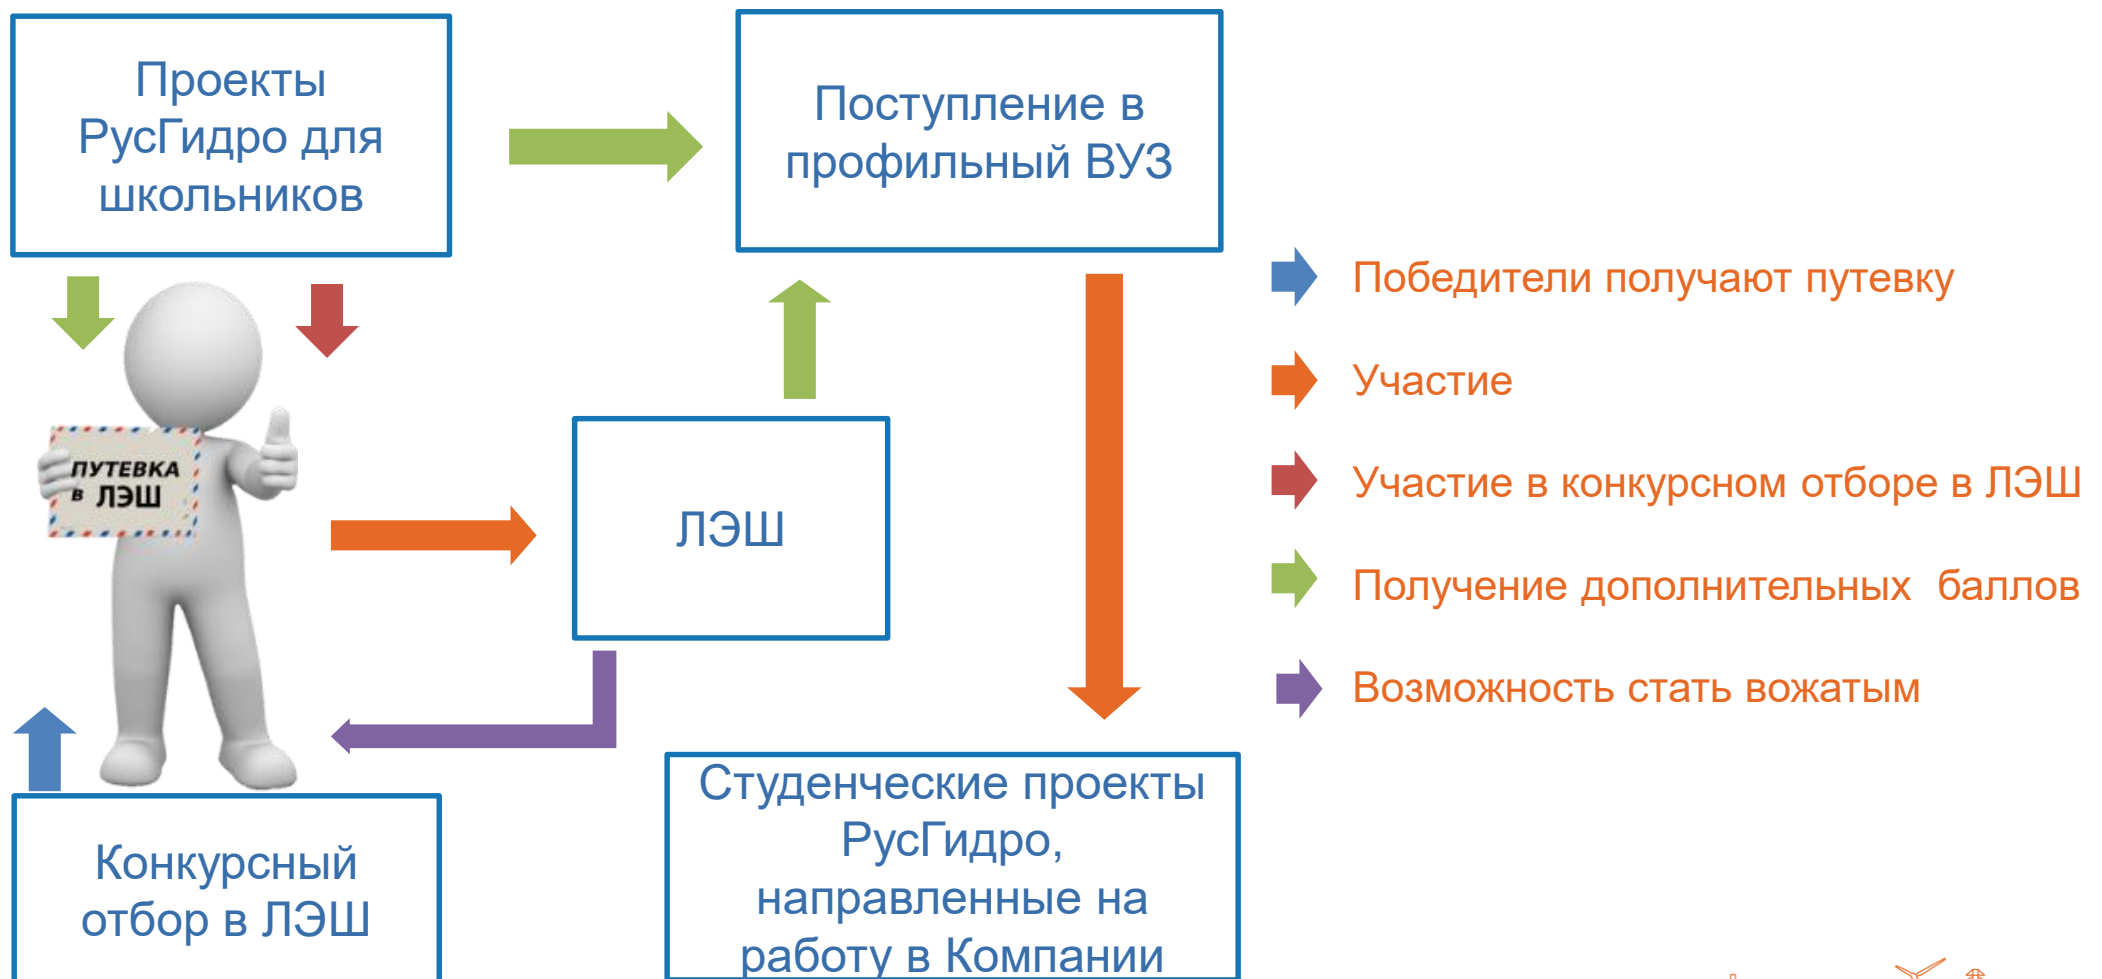 Проекты
РусГидро для
школьников
Поступление в
профильный ВУЗ
ПУТЕВКА
в ЛЭШ
ЛЭШ
Конкурсный
отбор в ЛЭШ
Студенческие проекты
РусГидро,
направленные на
работу в Компании
Победители получают путевку
Участие
Участие в конкурсном отборе в ЛЭШ
Получение дополнительных  баллов
Возможность стать вожатым